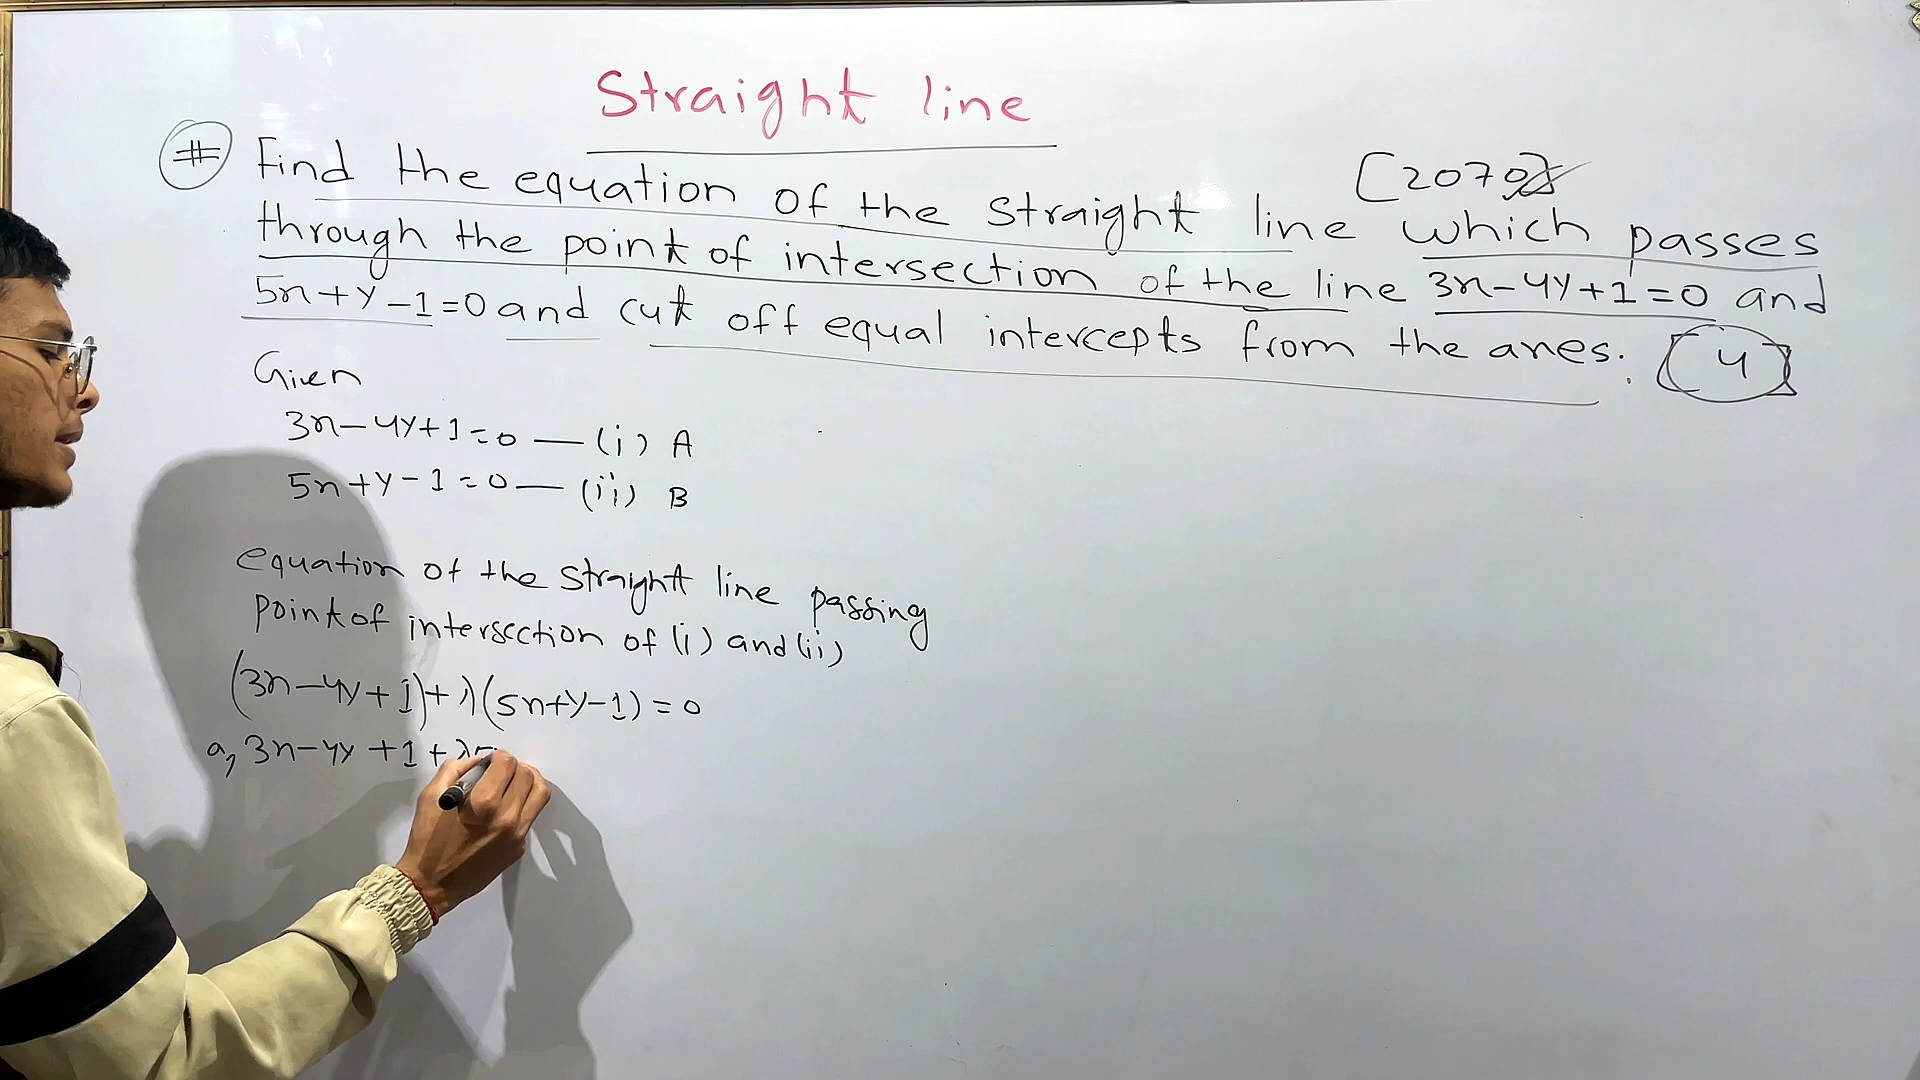 Straight line
# Find the equation of the straight line which passes [2070]
through the point of intersection of the line 3x-4y+1=0 and
5x+y-1=0 and cut off equal intercepts from the axes. [4]
Given
3x-4y+1=0 — (i) A
5x+y-1=0 — (ii) B
equation of the straight line passing
point of intersection of (i) and (ii)
(3x-4y+1)+λ(5x+y-1)=0
a, 3x-4y+1+λ5